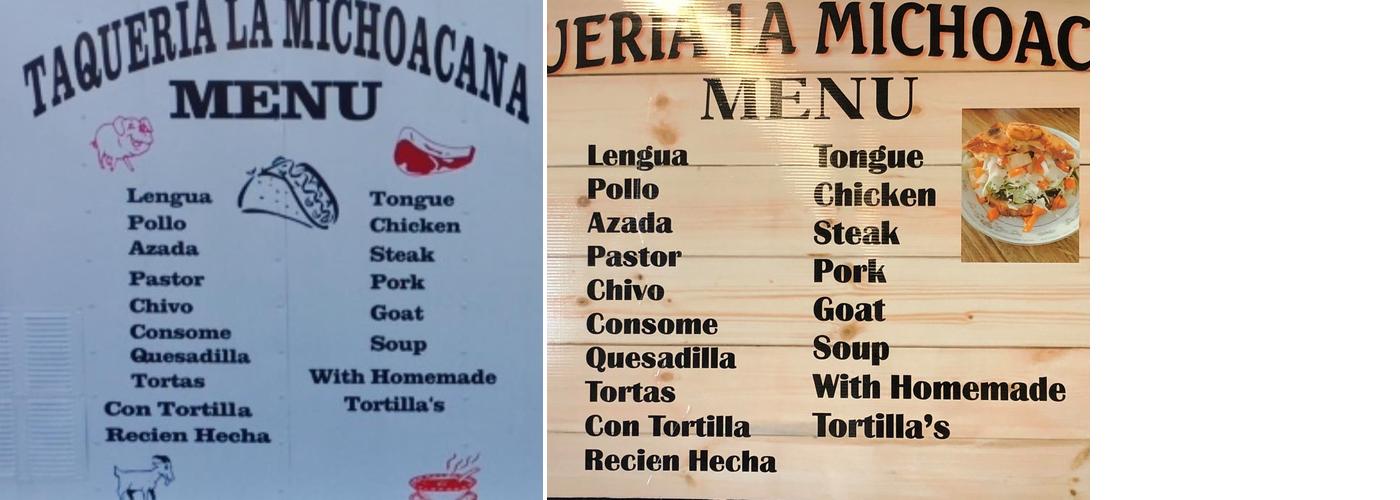 TAQUERIA LA MICHOACANA
MENU
Lengua
Pollo
Azada
Pastor
Chivo
Consome
Quesadilla
Tortas
Con Tortilla
Recien Hecha
Tongue
Chicken
Steak
Pork
Goat
Soup
With Homemade
Tortilla's
UERIA LA MICHOAC
MENU
Lengua
Pollo
Azada
Pastor
Chivo
Consome
Quesadilla
Tortas
Con Tortilla
Recien Hecha
Tongue
Chicken
Steak
Pork
Goat
Soup
With Homemade
Tortilla’s